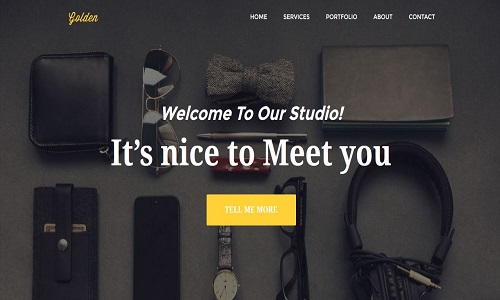 Golden
HOME SERVICES PORTFOLIO ABOUT CONTACT
Welcome To Our Studio!
It's nice to Meet you
TELL ME MORE